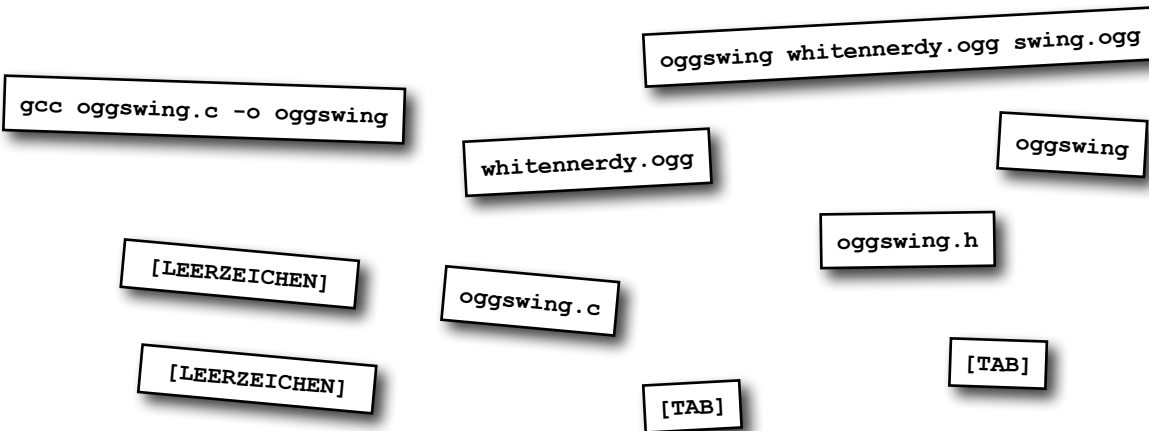 oggswing whitennerdy.ogg swing.ogg
gcc oggswing.c -o oggswing
whitennerdy.ogg
oggswing
oggswing.h
[LEERZEICHEN]
oggswing.c
[LEERZEICHEN]
[TAB]
[TAB]